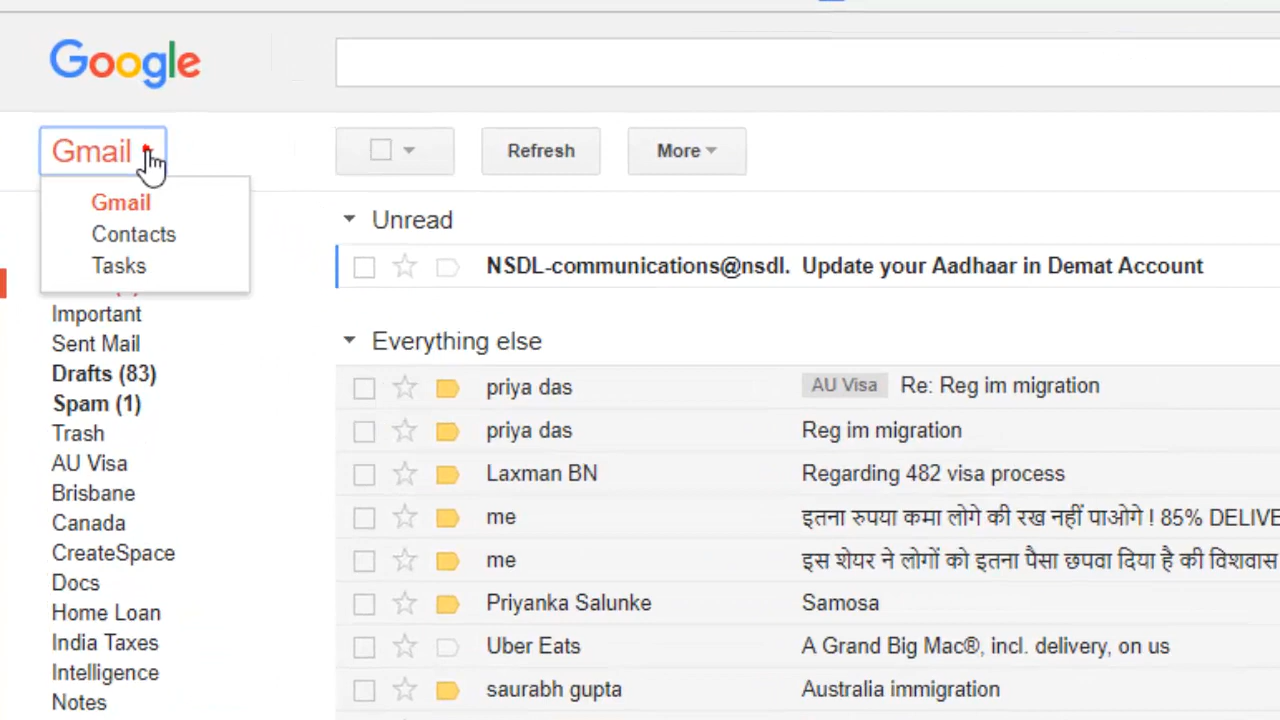 Google
Gmail
Refresh
More
Gmail
Contacts
Tasks
Important
Sent Mail
Drafts (83)
Spam (1)
Trash
AU Visa
Brisbane
Canada
CreateSpace
Docs
Home Loan
India Taxes
Intelligence
Notes
Unread
NSDL-communications@nsdl. Update your Aadhaar in Demat Account
Everything else
priya das AU Visa Re: Reg im migration
priya das Reg im migration
Laxman BN Regarding 482 visa process
me इतना रुपया कमा लोगे की रख नहीं पाओगे ! 85% DELIVE
me इस शेयर ने लोगों को इतना पैसा छपवा दिया है की विशवास
Priyanka Salunke Samosa
Uber Eats A Grand Big Mac®, incl. delivery, on us
saurabh gupta Australia immigration